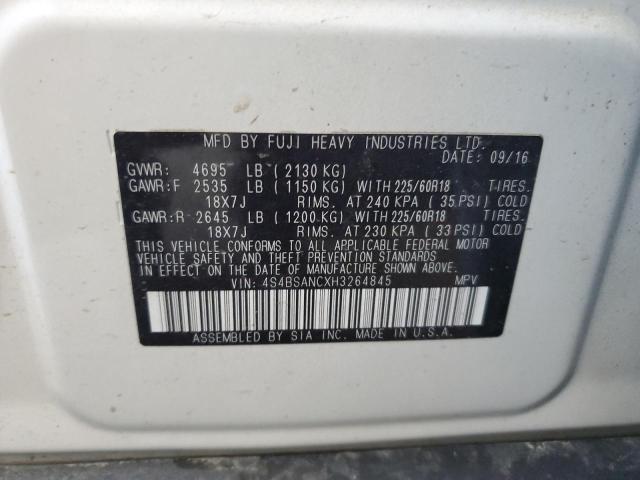 MFD BY FUJI HEAVY INDUSTRIES LTD.
DATE: 09/16
GVWR: 4695 LB (2130 KG)
GAWR:F 2535 LB (1150 KG) WITH 225/60R18 TIRES.
18X7J RIMS. AT 240 KPA (35 PSI) COLD
GAWR:R 2645 LB (1200 KG) WITH 225/60R18 TIRES.
18X7J RIMS. AT 230 KPA (33 PSI) COLD
THIS VEHICLE CONFORMS TO ALL APPLICABLE FEDERAL MOTOR
VEHICLE SAFETY AND THEFT PREVENTION STANDARDS IN EFFECT
ON THE DATE OF MANUFACTURE SHOWN ABOVE.
VIN: 4S4BSANCXH3264845 MPV
ASSEMBLED BY SIA INC. MADE IN U.S.A.